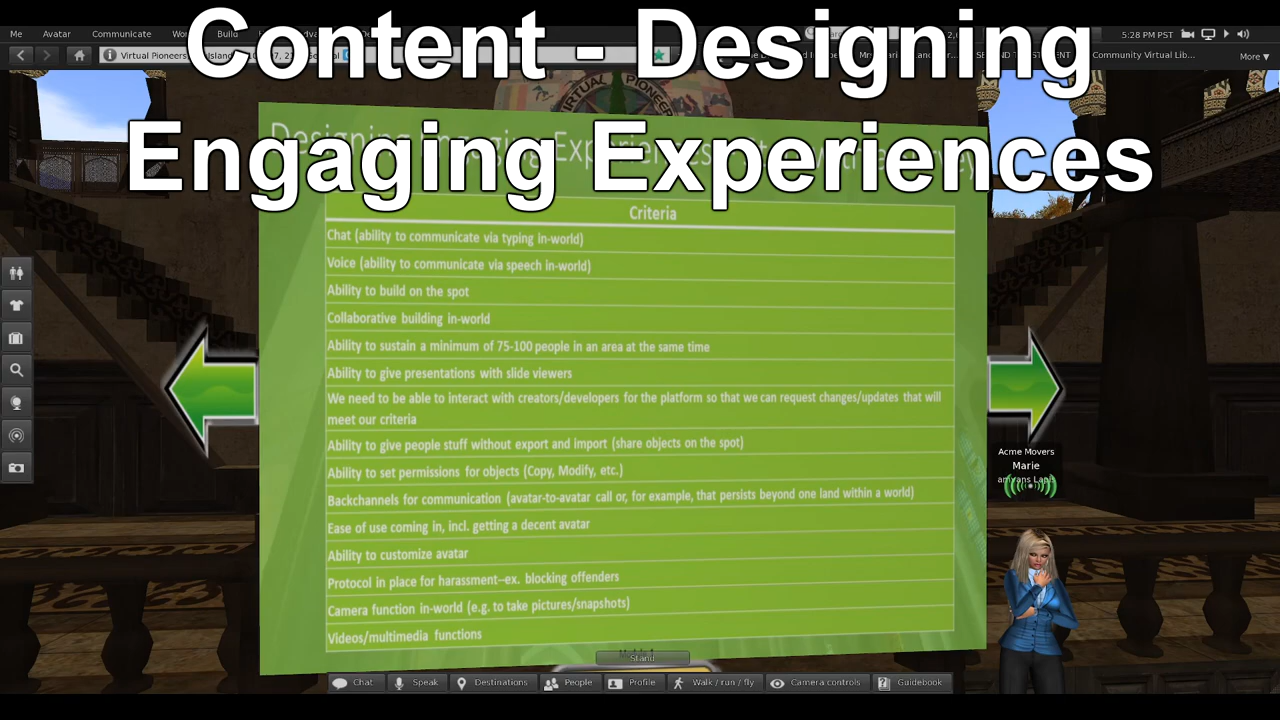 Content - Designing
Engaging Experiences
Me Avatar Communicate Build
5:28 PM PST
Virtual Pioneers
Community Virtual Lib...
More ▼
VIRTUAL PIONEER
Designing Engaging Experiences
Criteria
Chat (ability to communicate via typing in-world)
Voice (ability to communicate via speech in-world)
Ability to build on the spot
Collaborative building in-world
Ability to sustain a minimum of 75-100 people in an area at the same time
Ability to give presentations with slide viewers
We need to be able to interact with creators/developers for the platform so that we can request changes/updates that will
meet our criteria
Ability to give people stuff without export and import (share objects on the spot)
Ability to set permissions for objects (Copy, Modify, etc.)
Backchannels for communication (avatar-to-avatar call or, for example, that persists beyond one land within a world)
Ease of use coming in, incl. getting a decent avatar
Ability to customize avatar
Protocol in place for harassment–ex. blocking offenders
Camera function in-world (e.g. to take pictures/snapshots)
Videos/multimedia functions
Acme Movers
Marie
Stand
Chat Speak Destinations People Profile Walk / run / fly Camera controls Guidebook